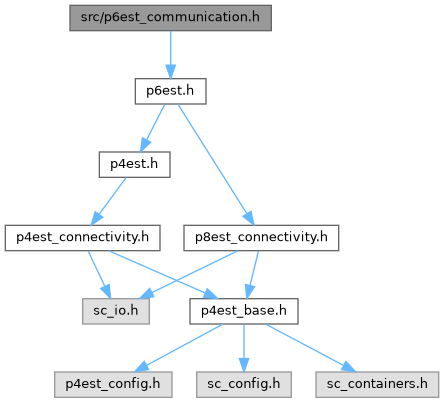 src/p6est_communication.h
p6est.h
p4est.h
p4est_connectivity.h
p8est_connectivity.h
sc_io.h
p4est_base.h
p4est_config.h
sc_config.h
sc_containers.h